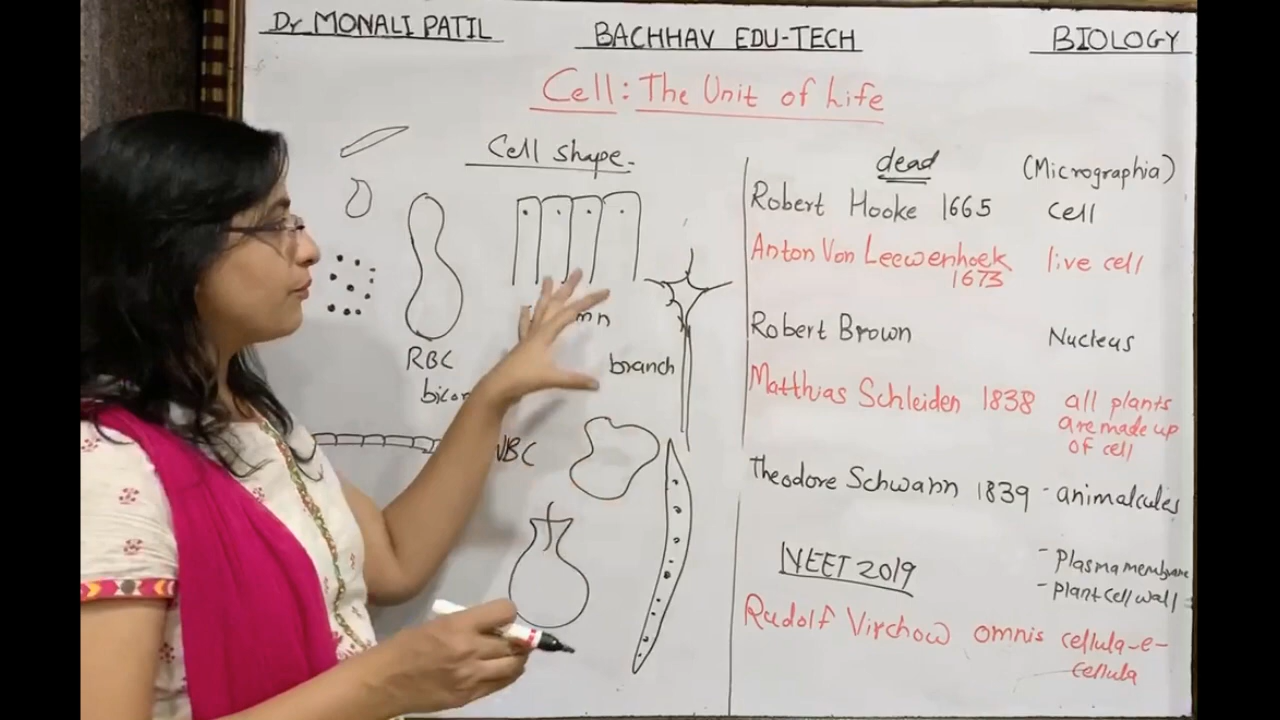 Dr MONALI PATIL
BACHHAV EDU-TECH
BIOLOGY
Cell: The Unit of Life
Cell shape-
RBC
branch
dead (Micrographia)
Robert Hooke 1665 Cell
Anton Von Leewenhoek live cell
1673
Robert Brown Nucleus
Matthias Schleiden 1838 all plants
are made up
of cell
Theodore Schwann 1839 - animalcules
NEET 2019
- Plasma membrane
- Plant cell wall
Rudolf Virchow omnis cellula-e-
cellula